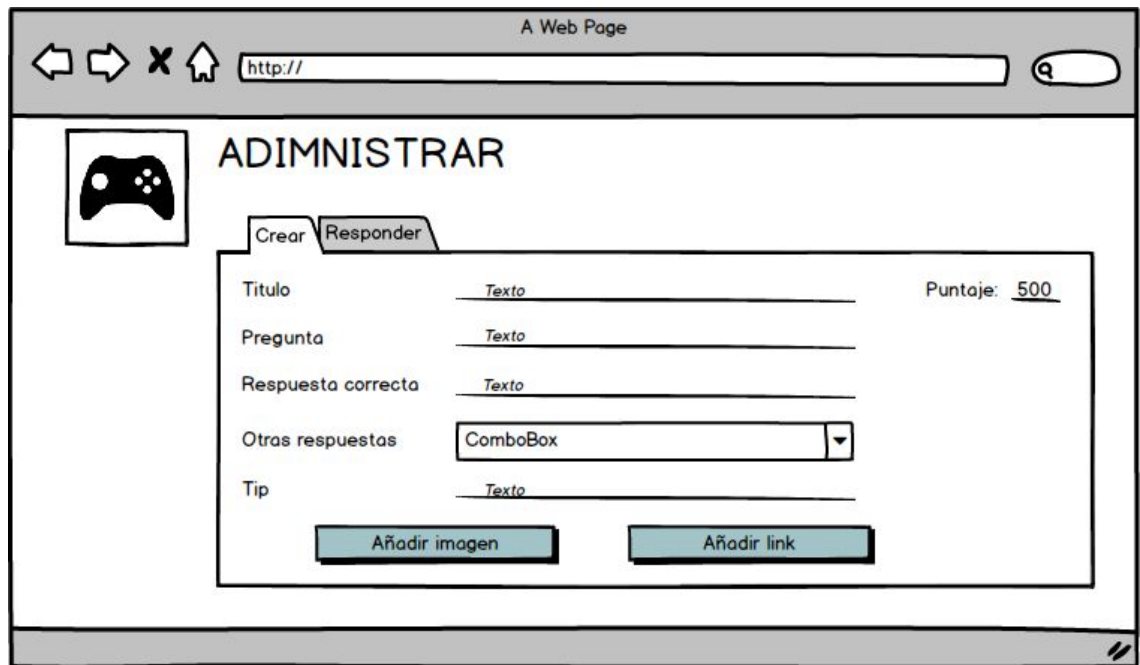 A Web Page
http://
ADIMNISTRAR
Crear Responder
Titulo Texto Puntaje: 500
Pregunta Texto
Respuesta correcta Texto
Otras respuestas ComboBox
Tip Texto
Añadir imagen Añadir link